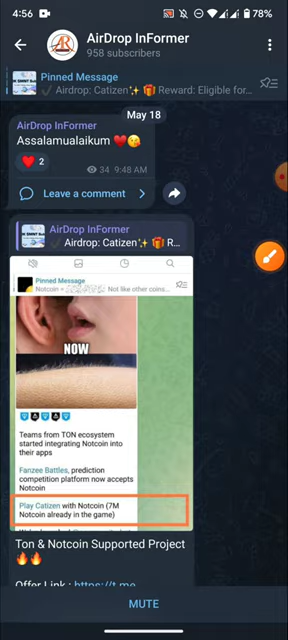 4:56
78%
AirDrop InFormer
958 subscribers
Pinned Message
Airdrop: Catizen✨ 🎁 Reward: Eligible for...
May 18
AirDrop InFormer
Assalamualaikum ❤️😘
❤️ 2
34 9:48 AM
Leave a comment
AirDrop InFormer
✓ Airdrop: Catizen✨ 🎁 R...
Pinned Message
Notcoin
Not like other coins...
NOW
Teams from TON ecosystem
started integrating Notcoin into
their apps
Fanzee Battles, prediction
competition platform now accepts
Notcoin
Play Catizen with Notcoin (7M
Notcoin already in the game)
Ton & Notcoin Supported Project
🔥🔥
Offer Link : https://t.me
MUTE